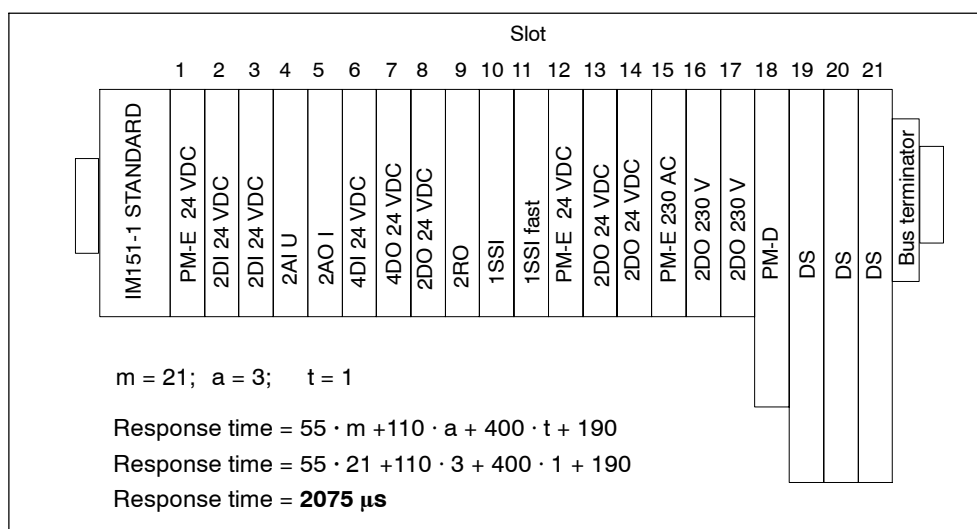 Slot
1 2 3 4 5 6 7 8 9 10 11 12 13 14 15 16 17 18 19 20 21
IM151-1 STANDARD
PM-E 24 VDC
2DI 24 VDC
2DI 24 VDC
2AI U
2AO I
4DI 24 VDC
4DO 24 VDC
2DO 24 VDC
2RO
1SSI
1SSI fast
PM-E 24 VDC
2DO 24 VDC
2DO 24 VDC
PM-E 230 AC
2DO 230 V
2DO 230 V
PM-D
DS
DS
DS
Bus terminator
m = 21; a = 3; t = 1
Response time = 55 · m +110 · a + 400 · t + 190
Response time = 55 · 21 +110 · 3 + 400 · 1 + 190
Response time = 2075 μs